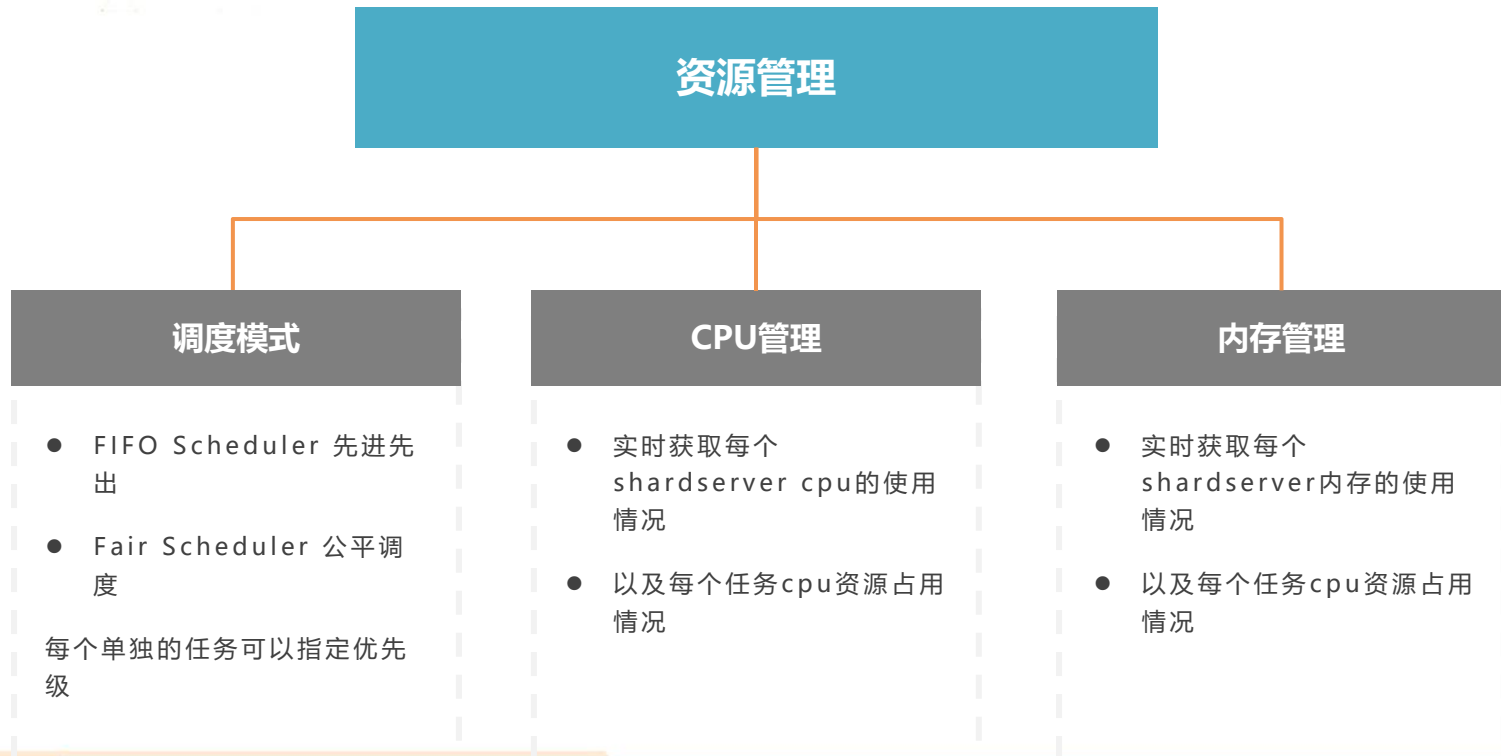 资源管理
调度模式
FIFO Scheduler 先进先
出
Fair Scheduler 公平调
度
每个单独的任务可以指定优先
级
CPU管理
实时获取每个
shardserver cpu的使用
情况
以及每个任务cpu资源占用
情况
内存管理
实时获取每个
shardserver内存的使用
情况
以及每个任务cpu资源占用
情况